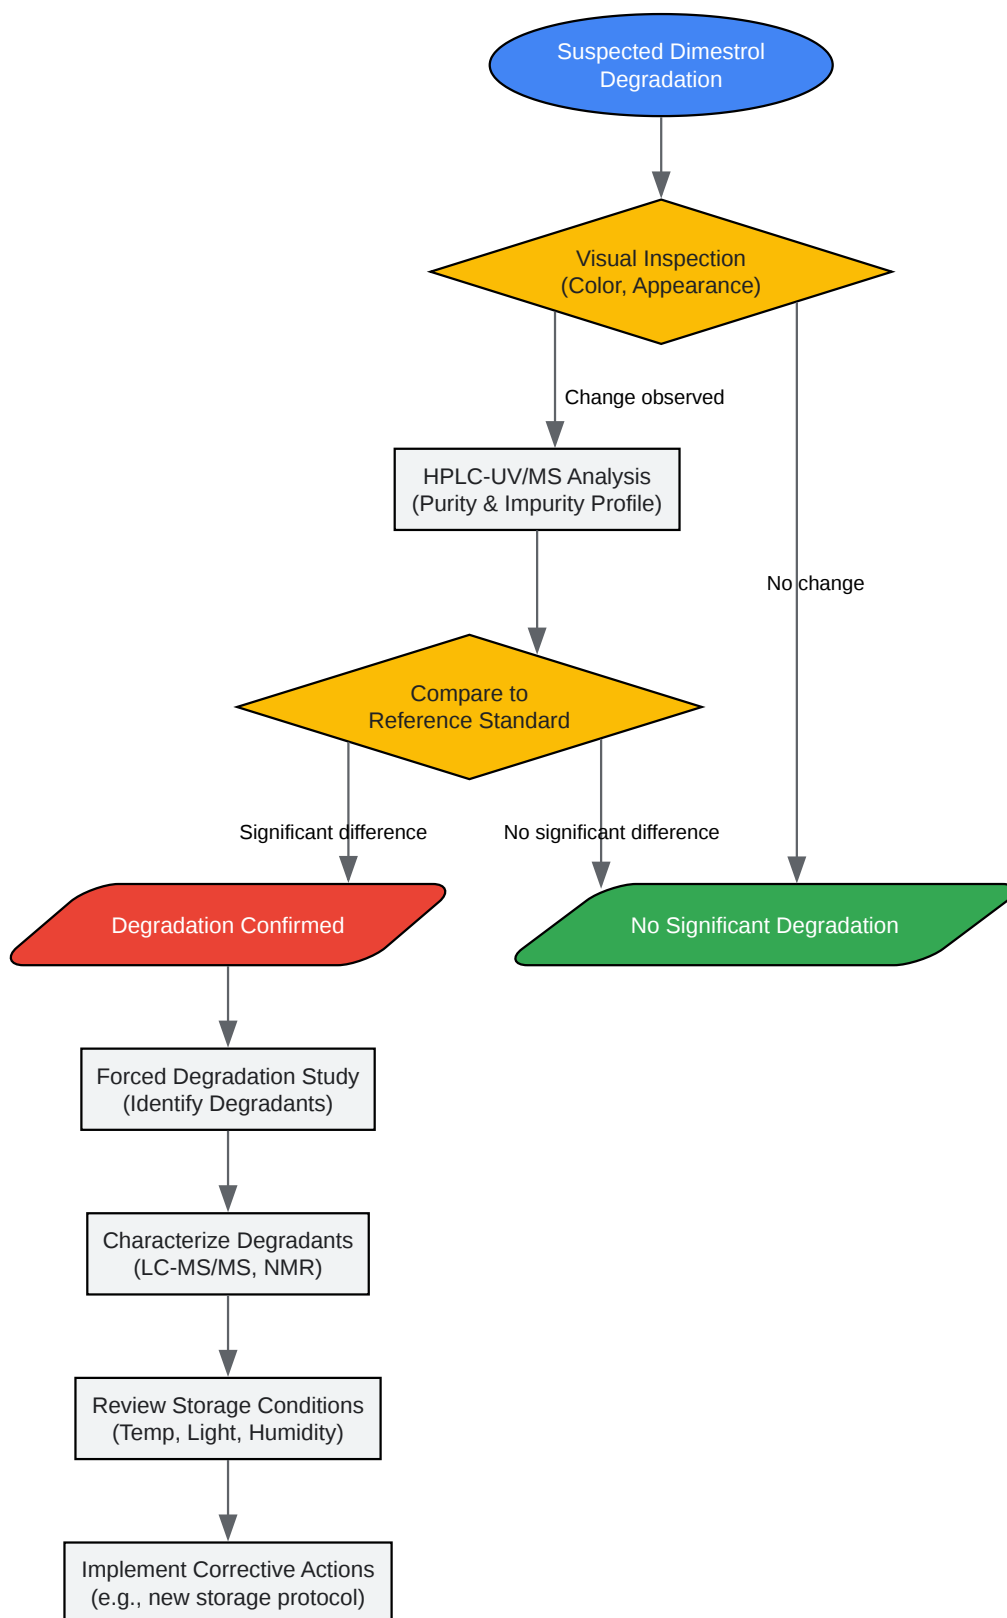 Suspected Dimestrol
Degradation
Visual Inspection
(Color, Appearance)
Change observed
HPLC-UV/MS Analysis
(Purity & Impurity Profile)
No change
Compare to
Reference Standard
Significant difference
No significant difference
Degradation Confirmed
No Significant Degradation
Forced Degradation Study
(Identify Degradants)
Characterize Degradants
(LC-MS/MS, NMR)
Review Storage Conditions
(Temp, Light, Humidity)
Implement Corrective Actions
(e.g., new storage protocol)